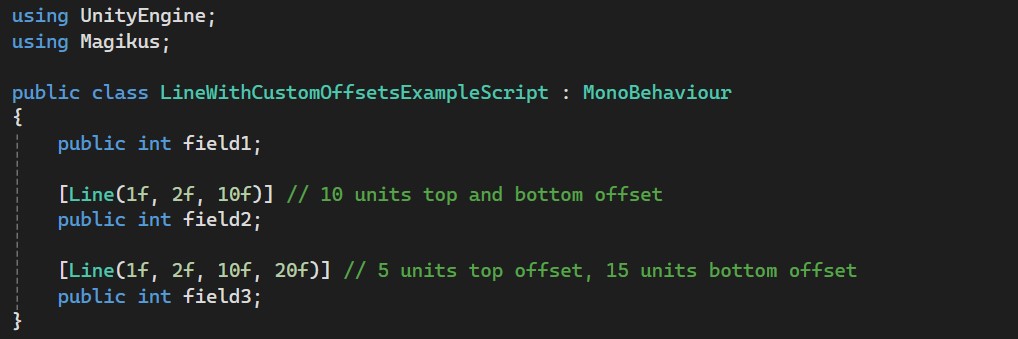 using UnityEngine;
using Magikus;
public class LineWithCustomOffsetsExampleScript : MonoBehaviour
{
public int field1;
[Line(1f, 2f, 10f)] // 10 units top and bottom offset
public int field2;
[Line(1f, 2f, 10f, 20f)] // 5 units top offset, 15 units bottom offset
public int field3;
}